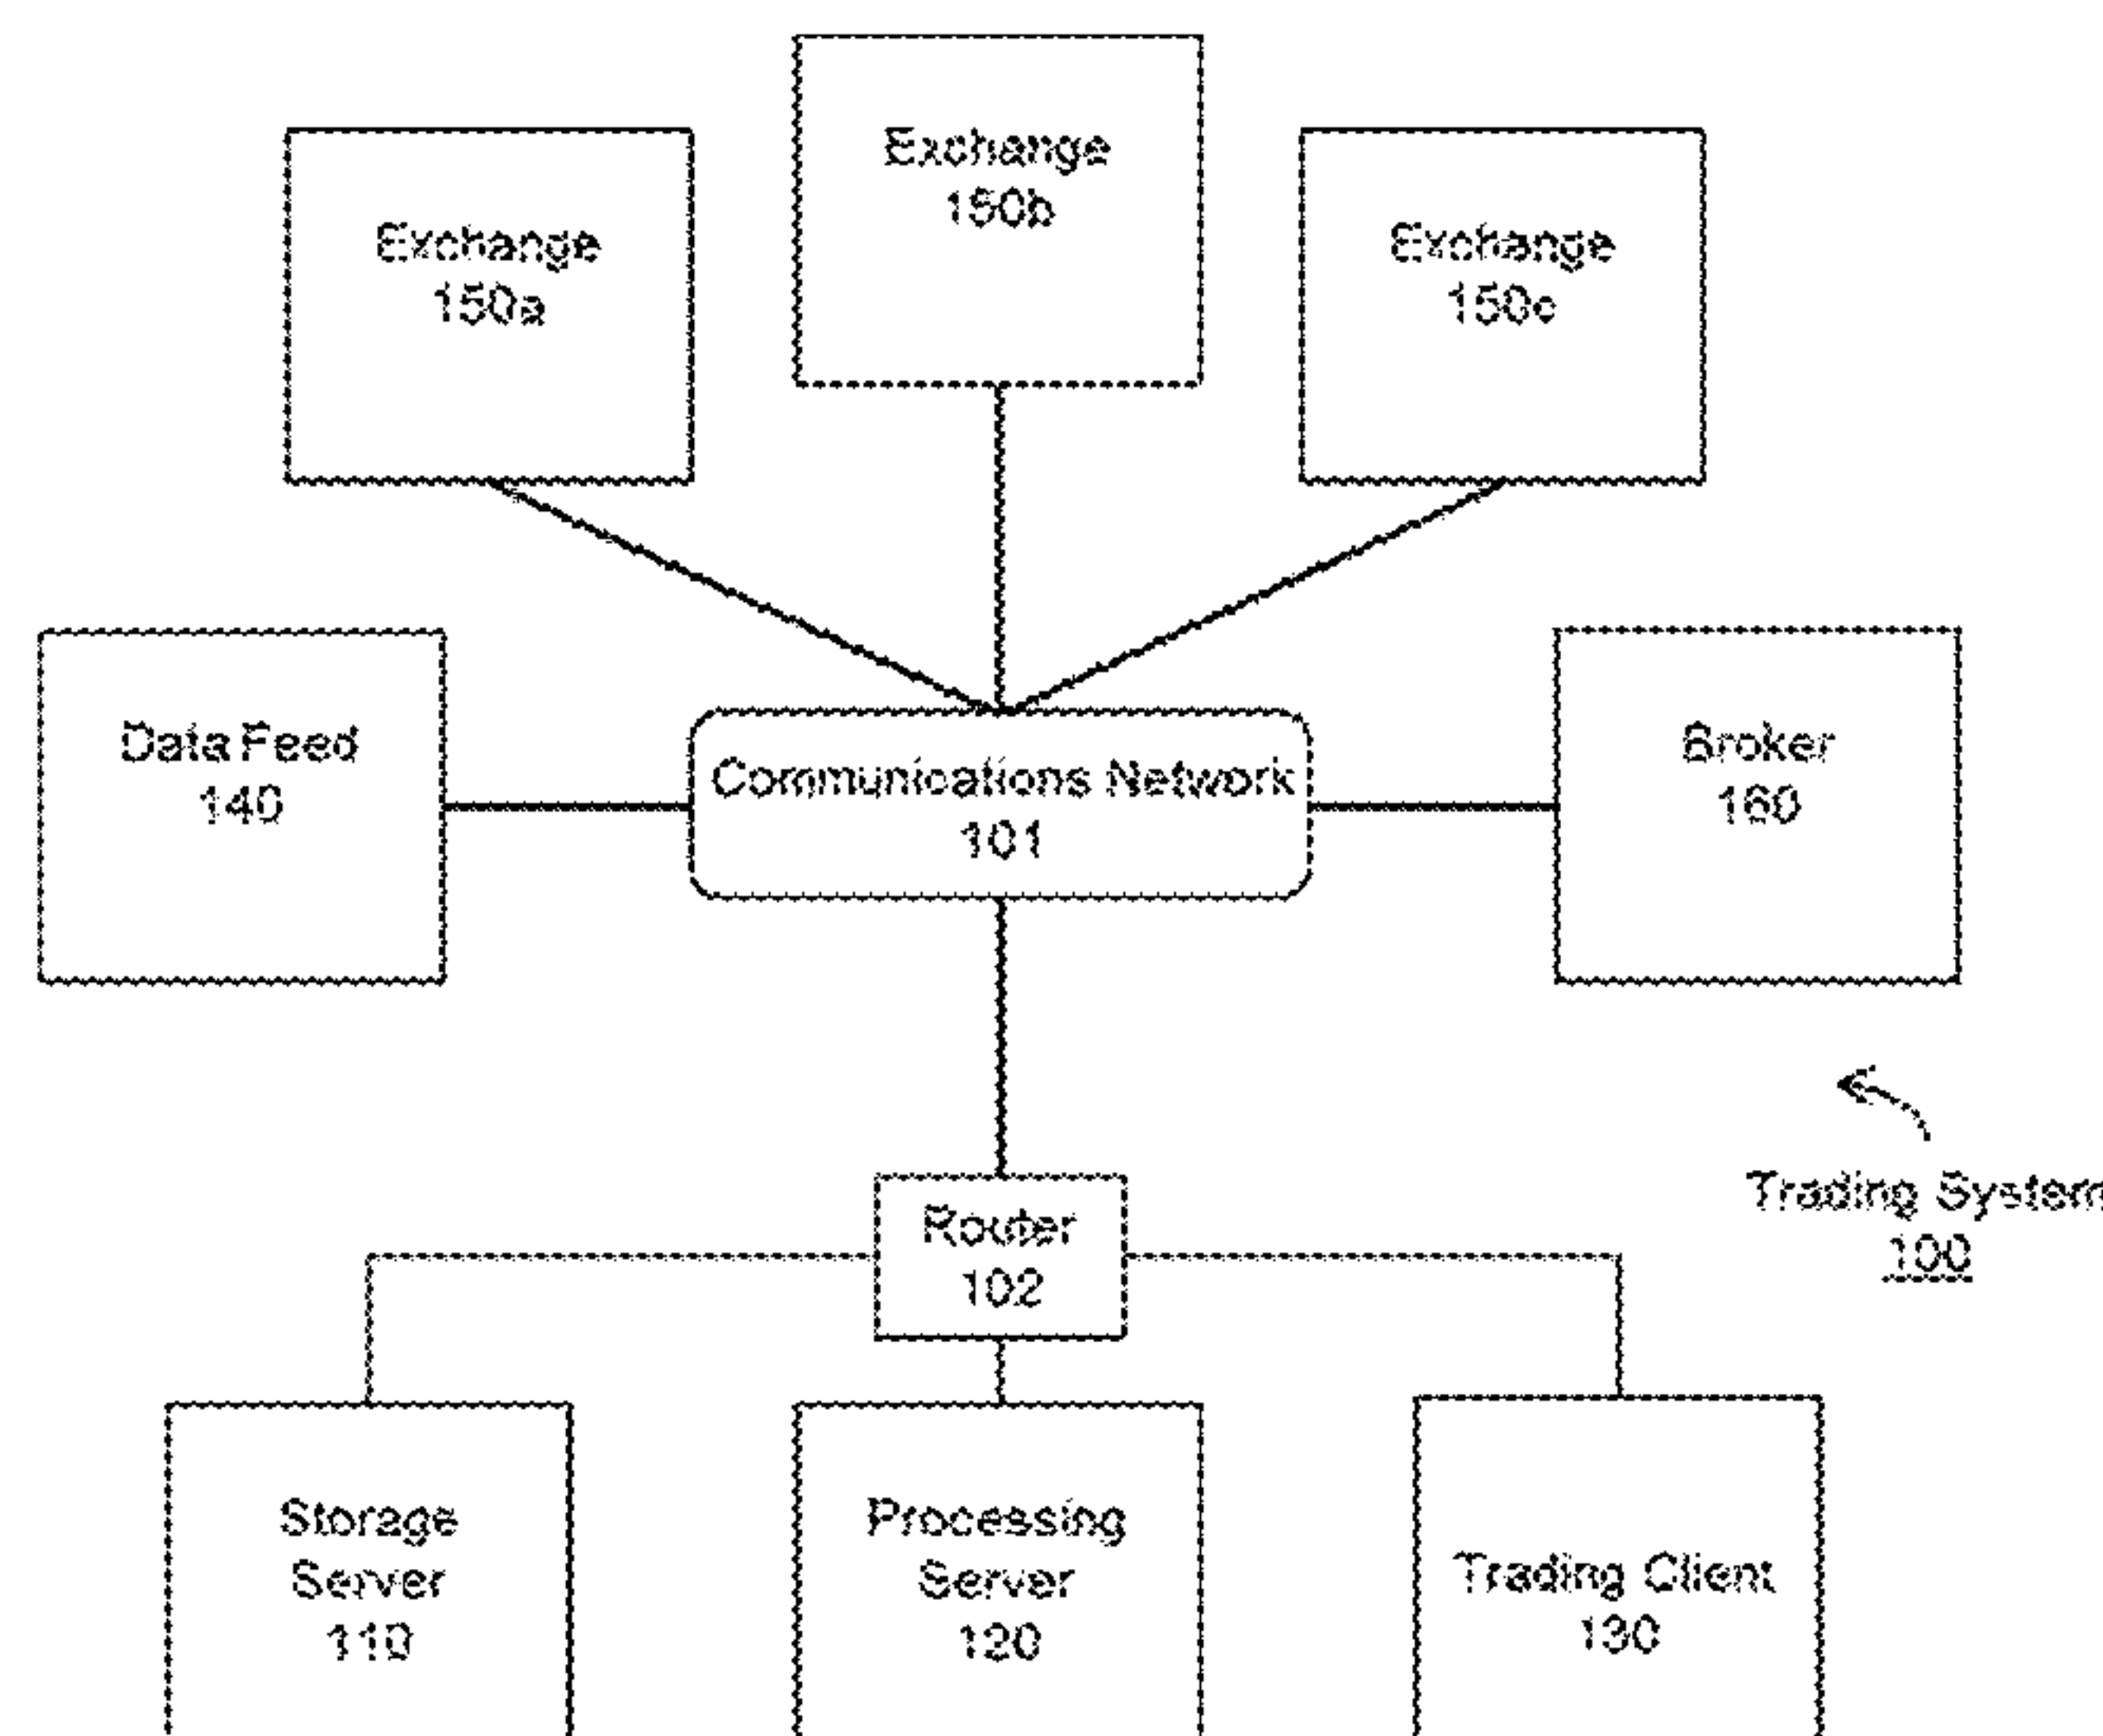 Exchange
150b
Exchange
150a
Exchange
150c
Data Feed
140
Communications Network
101
Broker
160
Trading System
100
Router
102
Storage
Server
110
Processing
Server
120
Trading Client
130